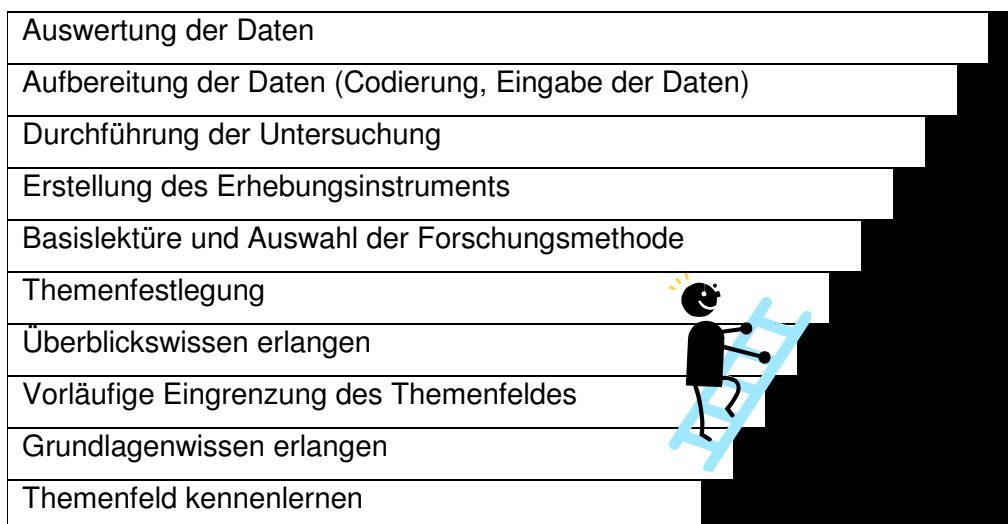 Auswertung der Daten
Aufbereitung der Daten (Codierung, Eingabe der Daten)
Durchführung der Untersuchung
Erstellung des Erhebungsinstruments
Basislektüre und Auswahl der Forschungsmethode
Themenfestlegung
Überblickswissen erlangen
Vorläufige Eingrenzung des Themenfeldes
Grundlagenwissen erlangen
Themenfeld kennenlernen